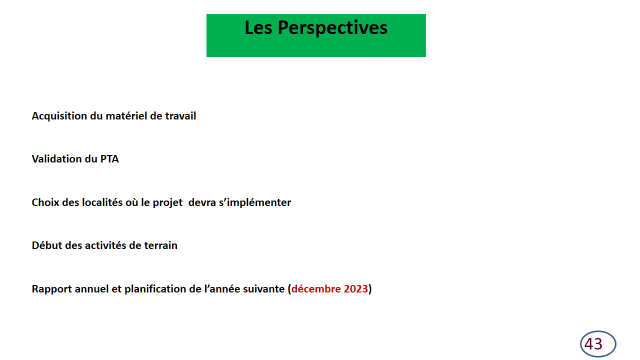 Les Perspectives
Acquisition du matériel de travail
Validation du PTA
Choix des localités où le projet  devra s’implémenter
Début des activités de terrain
Rapport annuel et planification de l’année suivante (décembre 2023)
43